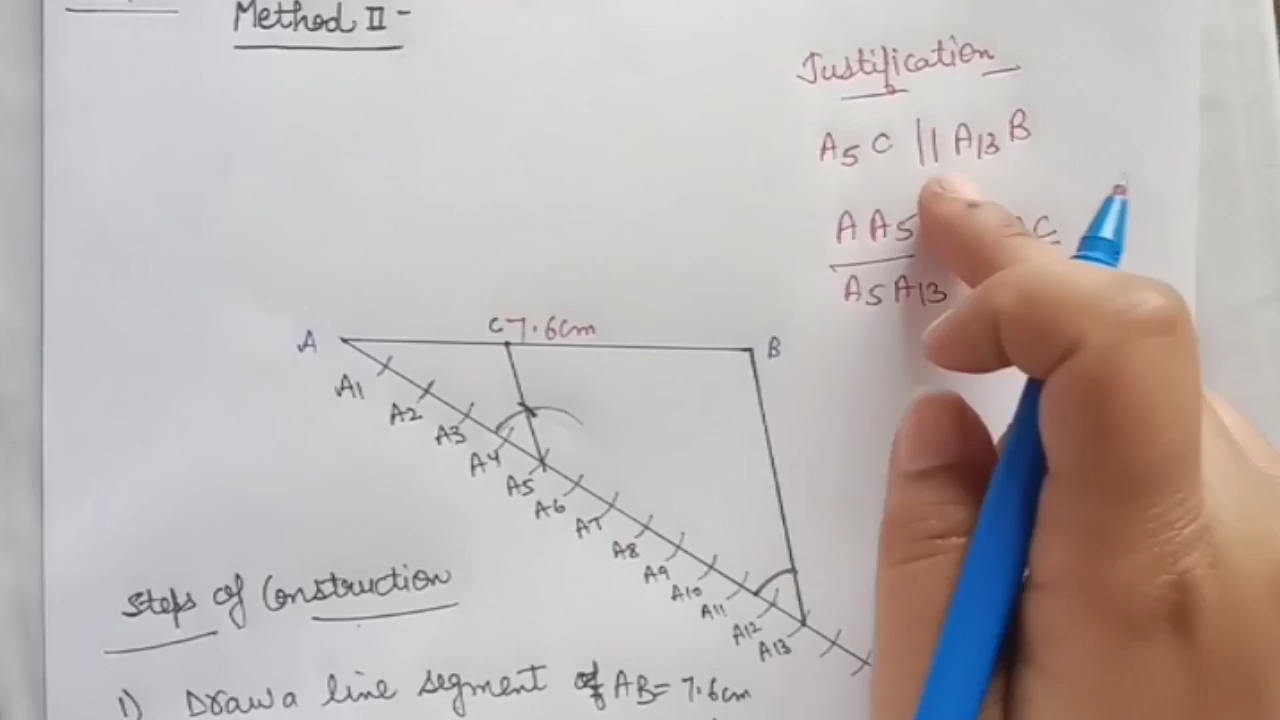 Method II -
Justification
A5C || A13B
AA5 C
A5A13
C 7.6cm
A
B
A1
A2
A3
A4
A5
A6
A7
A8
A9
A10
A11
A12
A13
Steps of Construction
1) Draw a line segment of AB= 7.6cm